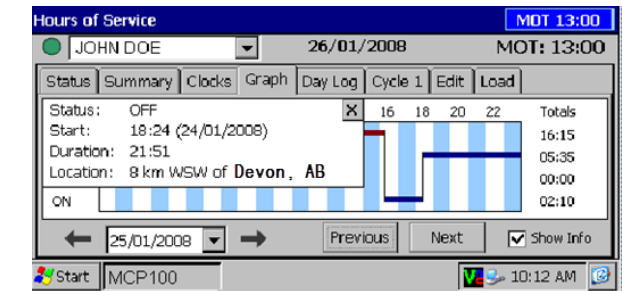 Hours of Service MOT 13:00
JOHN DOE 26/01/2008 MOT: 13:00
Status Summary Clocks Graph Day Log Cycle 1 Edit Load
Status: OFF X 16 18 20 22 Totals
Start: 18:24 (24/01/2008) 16:15
Duration: 21:51 05:35
Location: 8 km WSW of Devon, AB 00:00
ON 02:10
25/01/2008 Previous Next Show Info
Start MCP100 10:12 AM